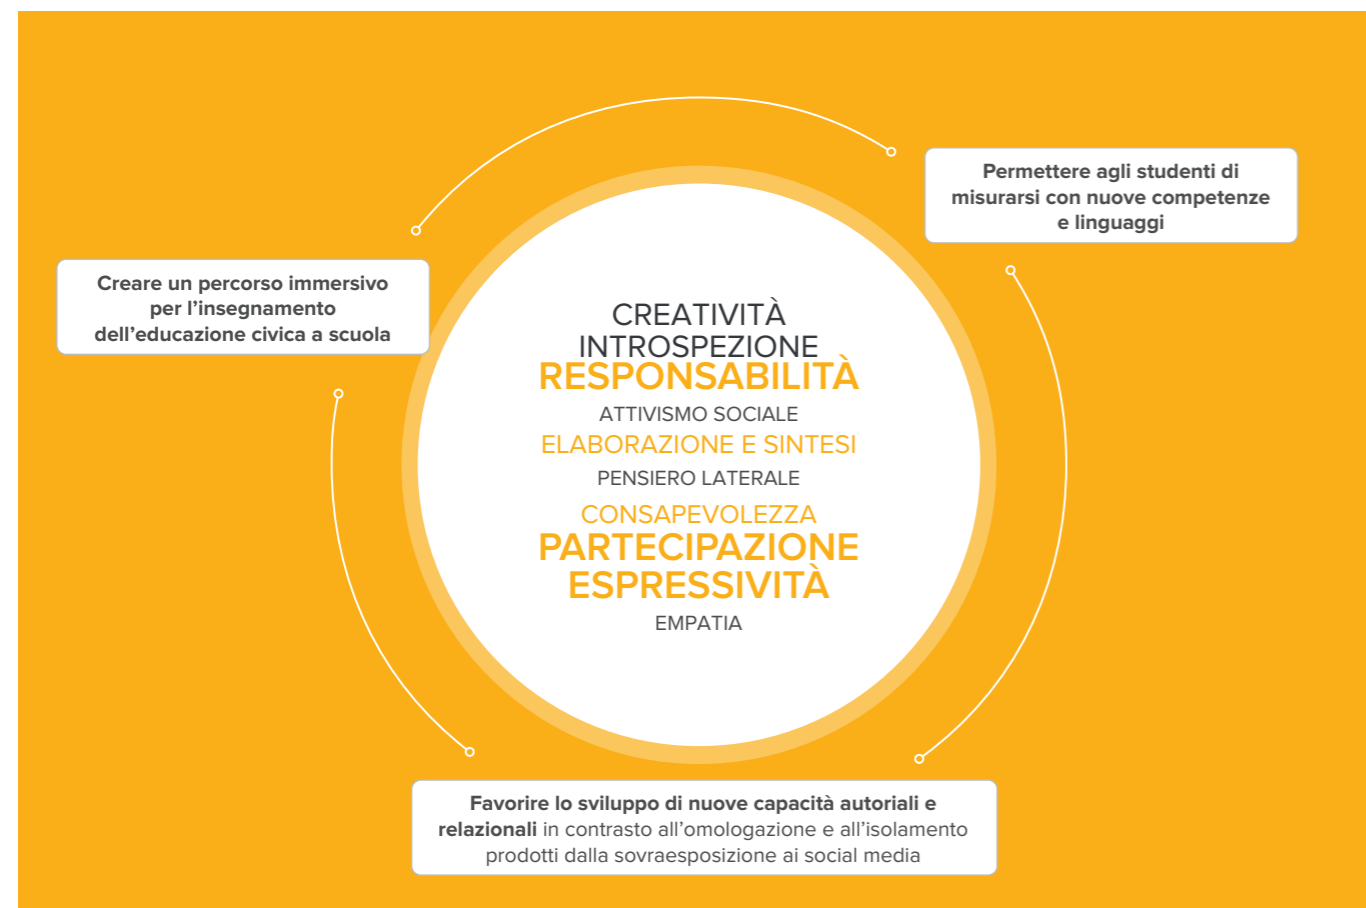 Permettere agli studenti di
misurarsi con nuove competenze
e linguaggi
Creare un percorso immersivo
per l’insegnamento
dell’educazione civica a scuola
CREATIVITÀ
INTROSPEZIONE
RESPONSABILITÀ
ATTIVISMO SOCIALE
ELABORAZIONE E SINTESI
PENSIERO LATERALE
CONSAPEVOLEZZA
PARTECIPAZIONE
ESPRESSIVITÀ
EMPATIA
Favorire lo sviluppo di nuove capacità autoriali e
relazionali in contrasto all’omologazione e all’isolamento
prodotti dalla sovraesposizione ai social media